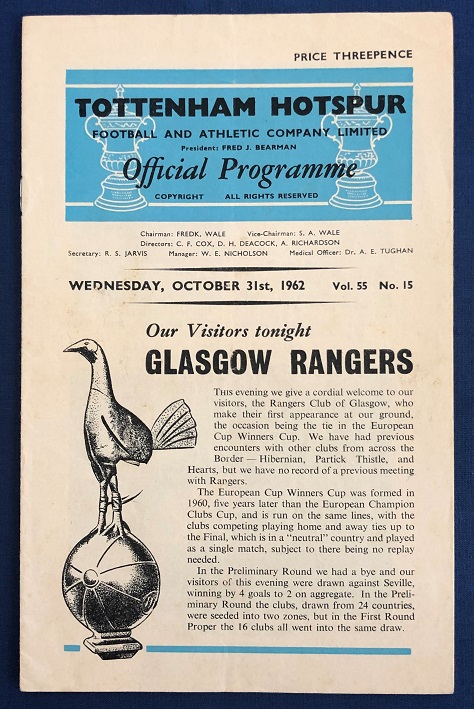 PRICE THREEPENCE
TOTTENHAM HOTSPUR
FOOTBALL AND ATHLETIC COMPANY LIMITED
President: FRED J. BEARMAN
Official Programme
COPYRIGHT ALL RIGHTS RESERVED
Chairman: FREDK. WALE Vice-Chairman: S. A. WALE
Directors: C. F. COX, D. H. DEACOCK, A. RICHARDSON
Secretary: R. S. JARVIS Manager: W. E. NICHOLSON Medical Officer: Dr. A. E. TUGHAN
WEDNESDAY, OCTOBER 31st, 1962 Vol. 55 No. 15
Our Visitors tonight
GLASGOW RANGERS
THIS evening we give a cordial welcome to our
visitors, the Rangers Club of Glasgow, who
make their first appearance at our ground,
the occasion being the tie in the European
Cup Winners Cup. We have had previous
encounters with other clubs from across the
Border — Hibernian, Partick Thistle, and
Hearts, but we have no record of a previous meeting
with Rangers.
The European Cup Winners Cup was formed in
1960, five years later than the European Champion
Clubs Cup, and is run on the same lines, with the
clubs competing playing home and away ties up to
the Final, which is in a "neutral" country and played
as a single match, subject to there being no replay
needed.
In the Preliminary Round we had a bye and our
visitors of this evening were drawn against Seville,
winning by 4 goals to 2 on aggregate. In the Preli-
minary Round the clubs, drawn from 24 countries,
were seeded into two zones, but in the First Round
Proper the 16 clubs all went into the same draw.